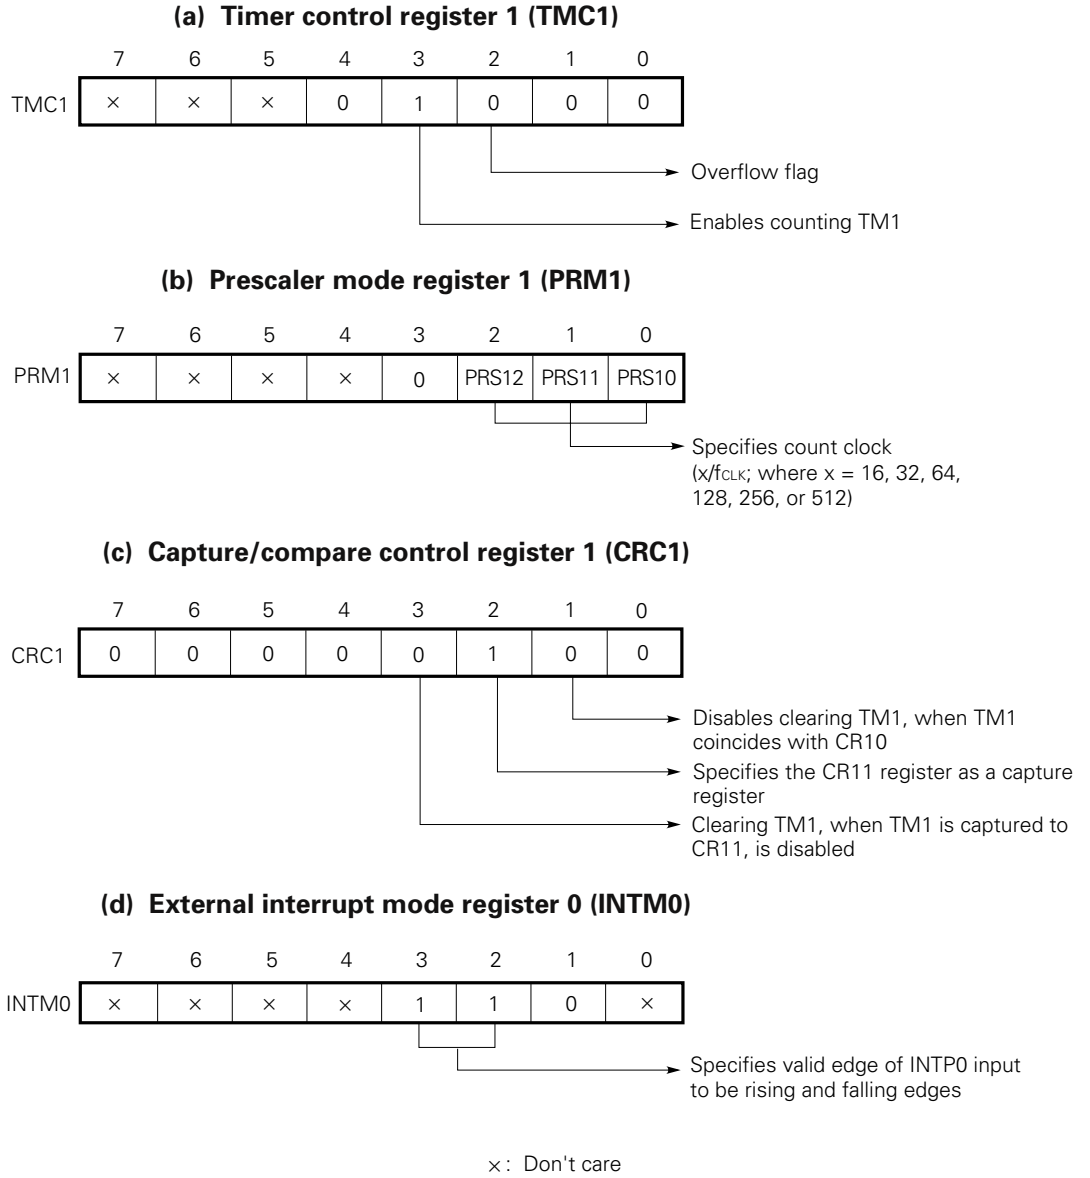 (a) Timer control register 1 (TMC1)
7 6 5 4 3 2 1 0
TMC1 × × × 0 1 0 0 0
Overflow flag
Enables counting TM1
(b) Prescaler mode register 1 (PRM1)
7 6 5 4 3 2 1 0
PRM1 × × × × 0 PRS12 PRS11 PRS10
Specifies count clock
(x/fCLK; where x = 16, 32, 64,
128, 256, or 512)
(c) Capture/compare control register 1 (CRC1)
7 6 5 4 3 2 1 0
CRC1 0 0 0 0 0 1 0 0
Disables clearing TM1, when TM1
coincides with CR10
Specifies the CR11 register as a capture
register
Clearing TM1, when TM1 is captured to
CR11, is disabled
(d) External interrupt mode register 0 (INTM0)
7 6 5 4 3 2 1 0
INTM0 × × × × 1 1 0 ×
Specifies valid edge of INTP0 input
to be rising and falling edges
× : Don't care